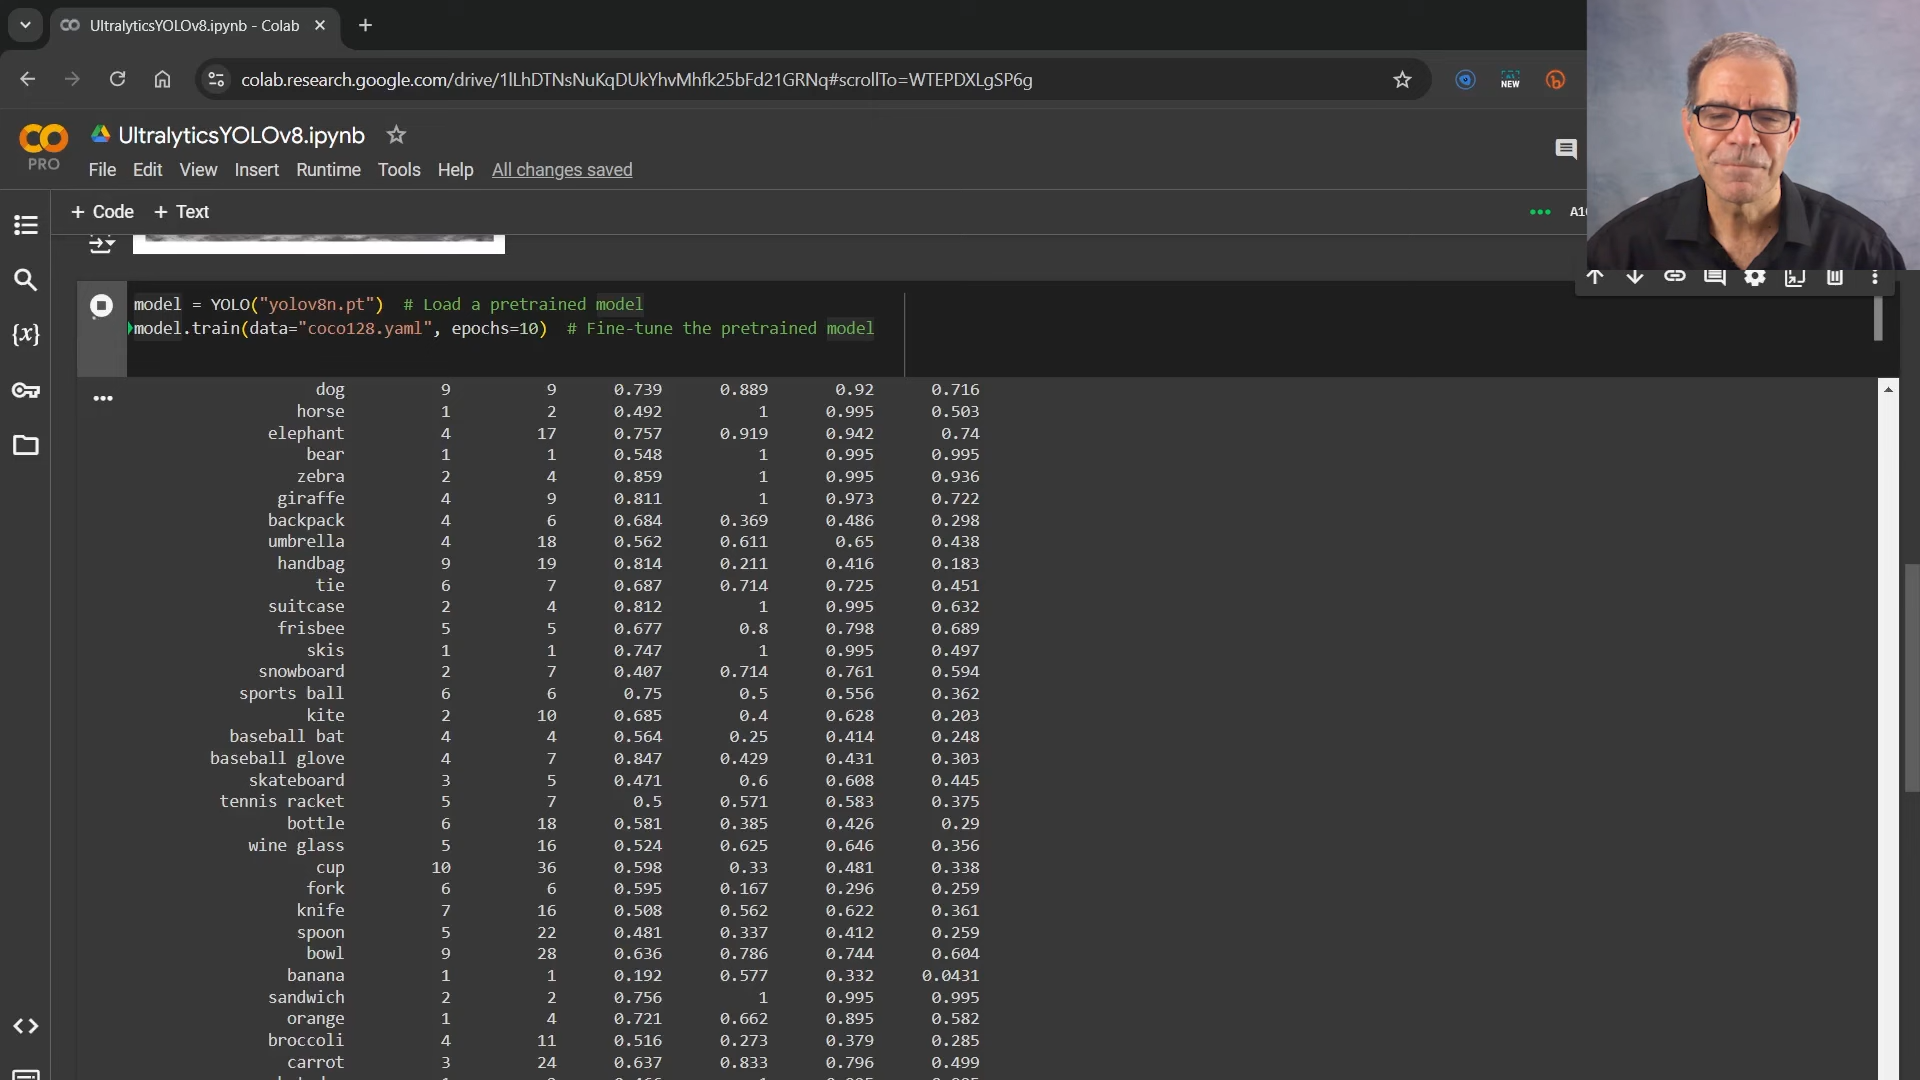 UltralyticsYOLOv8.ipynb - Colab
colab.research.google.com/drive/1lLhDTNsNuKqDUkYhvMhfk25bFd21GRNq#scrollTo=WTEPDXLgSP6g
NEW
UltralyticsYOLOv8.ipynb
PRO
File Edit View Insert Runtime Tools Help All changes saved
+ Code + Text
model = YOLO("yolov8n.pt") # Load a pretrained model
model.train(data="coco128.yaml", epochs=10) # Fine-tune the pretrained model
dog 9 9 0.739 0.889 0.92 0.716
horse 1 2 0.492 1 0.995 0.503
elephant 4 17 0.757 0.919 0.942 0.74
bear 1 1 0.548 1 0.995 0.995
zebra 2 4 0.859 1 0.995 0.936
giraffe 4 9 0.811 1 0.973 0.722
backpack 4 6 0.684 0.369 0.486 0.298
umbrella 4 18 0.562 0.611 0.65 0.438
handbag 9 19 0.814 0.211 0.416 0.183
tie 6 7 0.687 0.714 0.725 0.451
suitcase 2 4 0.812 1 0.995 0.632
frisbee 5 5 0.677 0.8 0.798 0.689
skis 1 1 0.747 1 0.995 0.497
snowboard 2 7 0.407 0.714 0.761 0.594
sports ball 6 6 0.75 0.5 0.556 0.362
kite 2 10 0.685 0.4 0.628 0.203
baseball bat 4 4 0.564 0.25 0.414 0.248
baseball glove 4 7 0.847 0.429 0.431 0.303
skateboard 3 5 0.471 0.6 0.608 0.445
tennis racket 5 7 0.5 0.571 0.583 0.375
bottle 6 18 0.581 0.385 0.426 0.29
wine glass 5 16 0.524 0.625 0.646 0.356
cup 10 36 0.598 0.33 0.481 0.338
fork 6 6 0.595 0.167 0.296 0.259
knife 7 16 0.508 0.562 0.622 0.361
spoon 5 22 0.481 0.337 0.412 0.259
bowl 9 28 0.636 0.786 0.744 0.604
banana 1 1 0.192 0.577 0.332 0.0431
sandwich 2 2 0.756 1 0.995 0.995
orange 1 4 0.721 0.662 0.895 0.582
broccoli 4 11 0.516 0.273 0.379 0.285
carrot 3 24 0.637 0.833 0.796 0.499